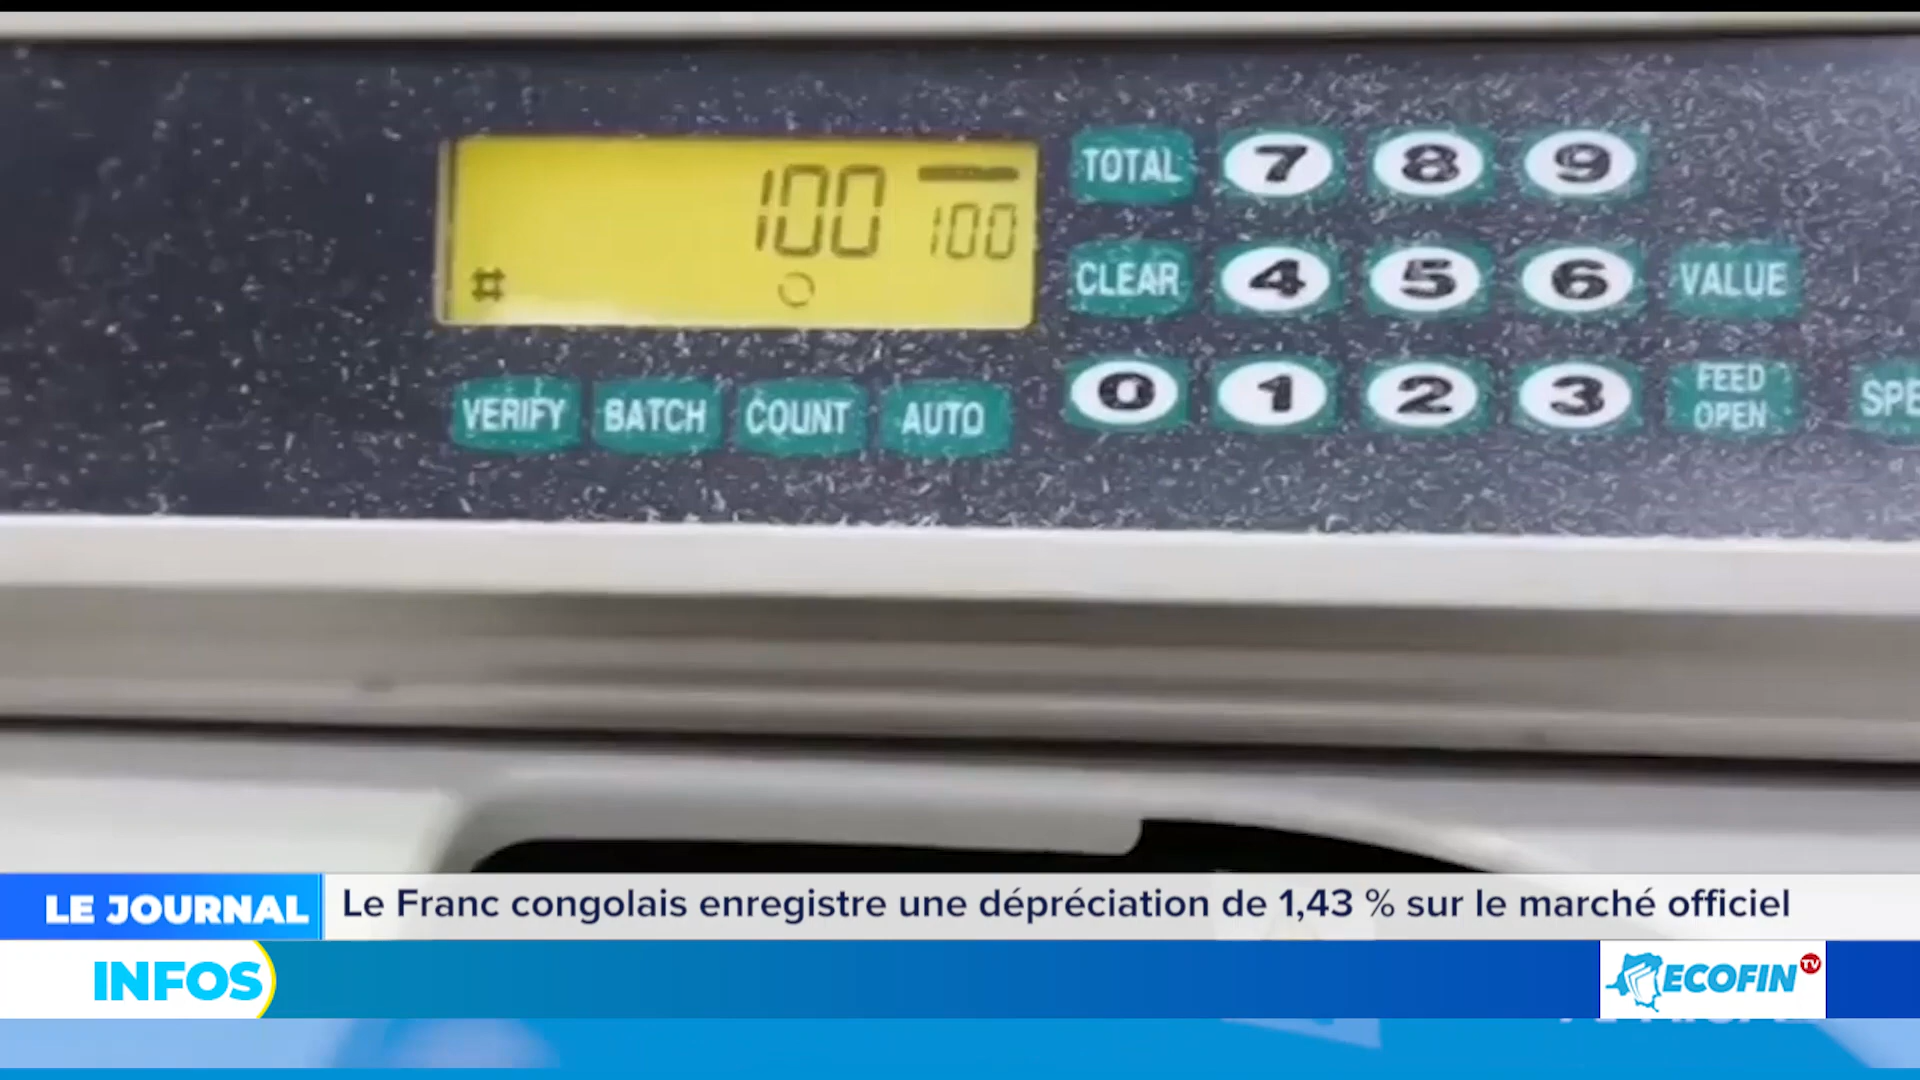 100
100
#
TOTAL 7 8 9
CLEAR 4 5 6 VALUE
VERIFY BATCH COUNT AUTO
0 1 2 3
FEED
OPEN
LE JOURNAL
Le Franc congolais enregistre une dépréciation de 1,43 % sur le marché officiel
INFOS
ECOFIN TV